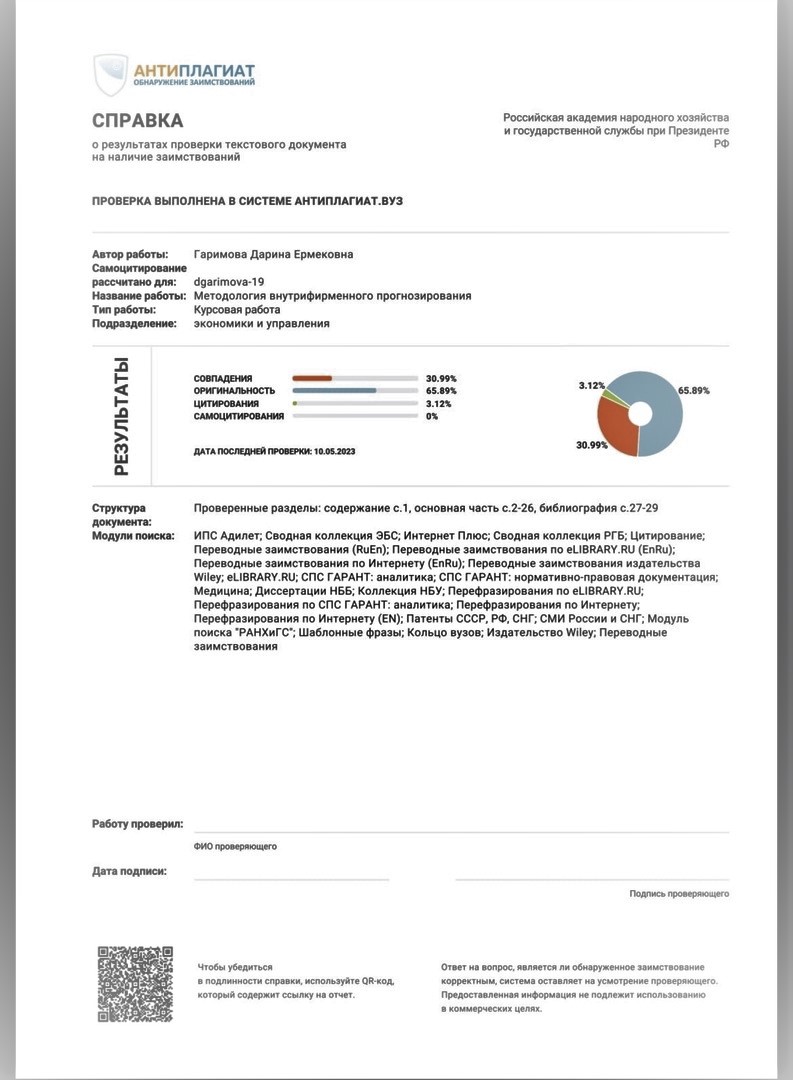 АНТИПЛАГИАТ
ОБНАРУЖЕНИЕ ЗАИМСТВОВАНИЙ
СПРАВКА
о результатах проверки текстового документа
на наличие заимствований
Российская академия народного хозяйства
и государственной службы при Президенте
РФ
ПРОВЕРКА ВЫПОЛНЕНА В СИСТЕМЕ АНТИПЛАГИАТ.ВУЗ
Автор работы: Гаримова Дарина Ермековна
Самоцитирование
рассчитано для: dgarimova-19
Название работы: Методология внутрифирменного прогнозирования
Тип работы: Курсовая работа
Подразделение: экономики и управления
РЕЗУЛЬТАТЫ
СОВПАДЕНИЯ 30.99%
ОРИГИНАЛЬНОСТЬ 65.89%
ЦИТИРОВАНИЯ 3.12%
САМОЦИТИРОВАНИЯ 0%
ДАТА ПОСЛЕДНЕЙ ПРОВЕРКИ: 10.05.2023
3.12%
65.89%
30.99%
Структура Проверенные разделы: содержание с.1, основная часть с.2-26, библиография с.27-29
документа:
Модули поиска: ИПС Адилет; Сводная коллекция ЭБС; Интернет Плюс; Сводная коллекция РГБ; Цитирование;
Переводные заимствования (RuEn); Переводные заимствования по eLIBRARY.RU (EnRu);
Переводные заимствования по Интернету (EnRu); Переводные заимствования издательства
Wiley; eLIBRARY.RU; СПС ГАРАНТ: аналитика; СПС ГАРАНТ: нормативно-правовая документация;
Медицина; Диссертации НББ; Коллекция НБУ; Перефразирования по eLIBRARY.RU;
Перефразирования по СПС ГАРАНТ: аналитика; Перефразирования по Интернету;
Перефразирования по Интернету (EN); Патенты СССР, РФ, СНГ; СМИ России и СНГ; Модуль
поиска "РАНХиГС"; Шаблонные фразы; Кольцо вузов; Издательство Wiley; Переводные
заимствования
Работу проверил:
ФИО проверяющего
Дата подписи:
Подпись проверяющего
Чтобы убедиться
в подлинности справки, используйте QR-код,
который содержит ссылку на отчет.
Ответ на вопрос, является ли обнаруженное заимствование
корректным, система оставляет на усмотрение проверяющего.
Предоставленная информация не подлежит использованию
в коммерческих целях.